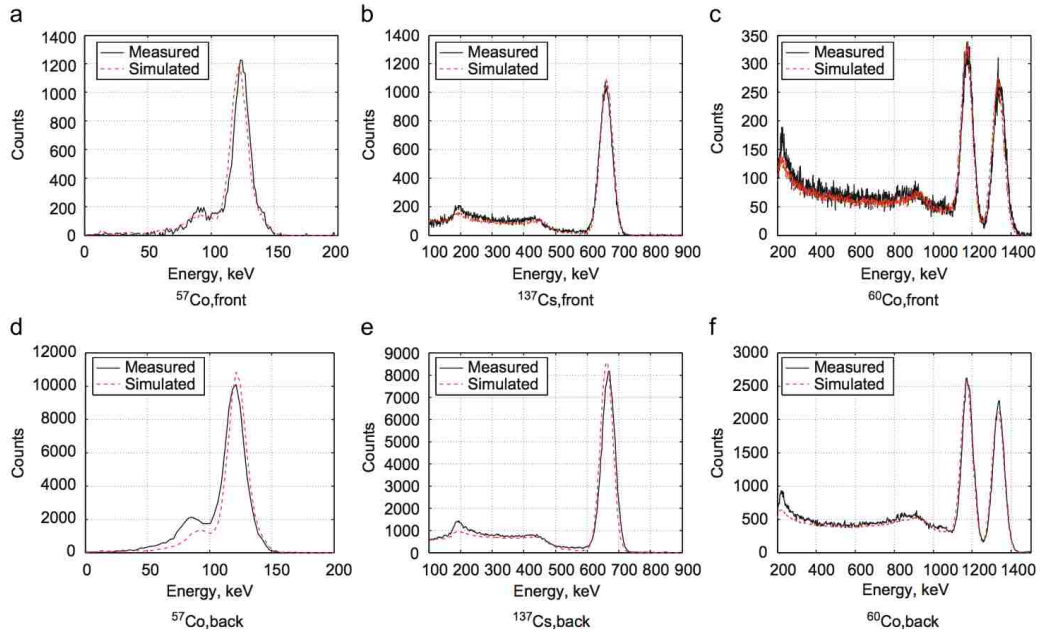 a
1400
1200
1000
800
600
400
200
0
Counts
Measured
Simulated
0 50 100 150 200
Energy, keV
57Co,front
b
1400
1200
1000
800
600
400
200
0
Counts
Measured
Simulated
100 200 300 400 500 600 700 800 900
Energy, keV
137Cs,front
c
350
300
250
200
150
100
50
0
Counts
Measured
Simulated
200 400 600 800 1000 1200 1400
Energy, keV
60Co,front
d
12000
10000
8000
6000
4000
2000
0
Counts
Measured
Simulated
0 50 100 150 200
Energy, keV
57Co,back
e
9000
8000
7000
6000
5000
4000
3000
2000
1000
0
Counts
Measured
Simulated
100 200 300 400 500 600 700 800 900
Energy, keV
137Cs,back
f
3000
2500
2000
1500
1000
500
0
Counts
Measured
Simulated
200 400 600 800 1000 1200 1400
Energy, keV
60Co,back